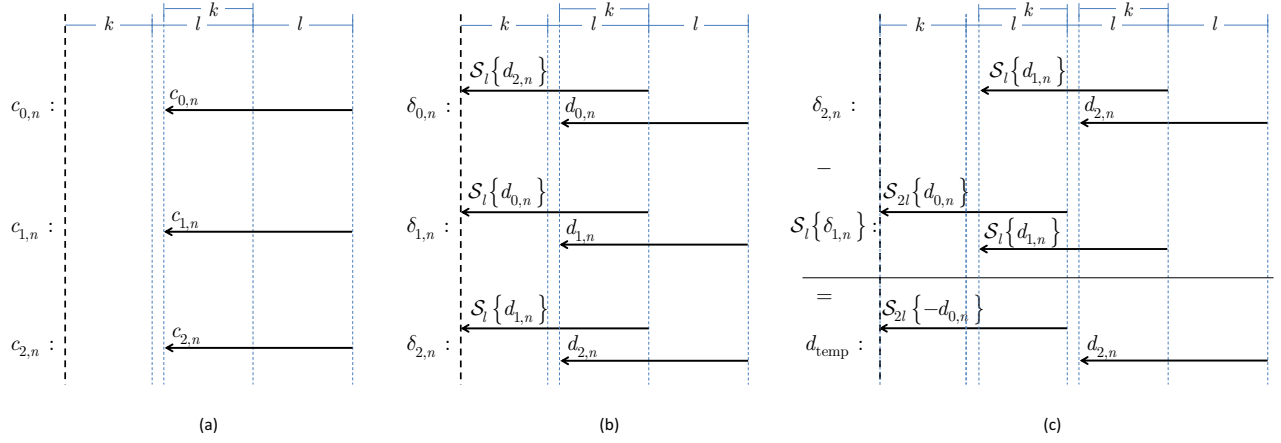 k
k l l
c_{0,n} :
c_{0,n}
c_{1,n} :
c_{1,n}
c_{2,n} :
c_{2,n}
(a)
k
k l l
S_l{d_{2,n}}
δ_{0,n} :
d_{0,n}
S_l{d_{0,n}}
δ_{1,n} :
d_{1,n}
S_l{d_{1,n}}
δ_{2,n} :
d_{2,n}
(b)
k k
k l l l
S_l{d_{1,n}}
δ_{2,n} :
d_{2,n}
−
S_{2l}{d_{0,n}}
S_l{δ_{1,n}} :
S_l{d_{1,n}}
=
S_{2l}{−d_{0,n}}
d_{temp} :
d_{2,n}
(c)